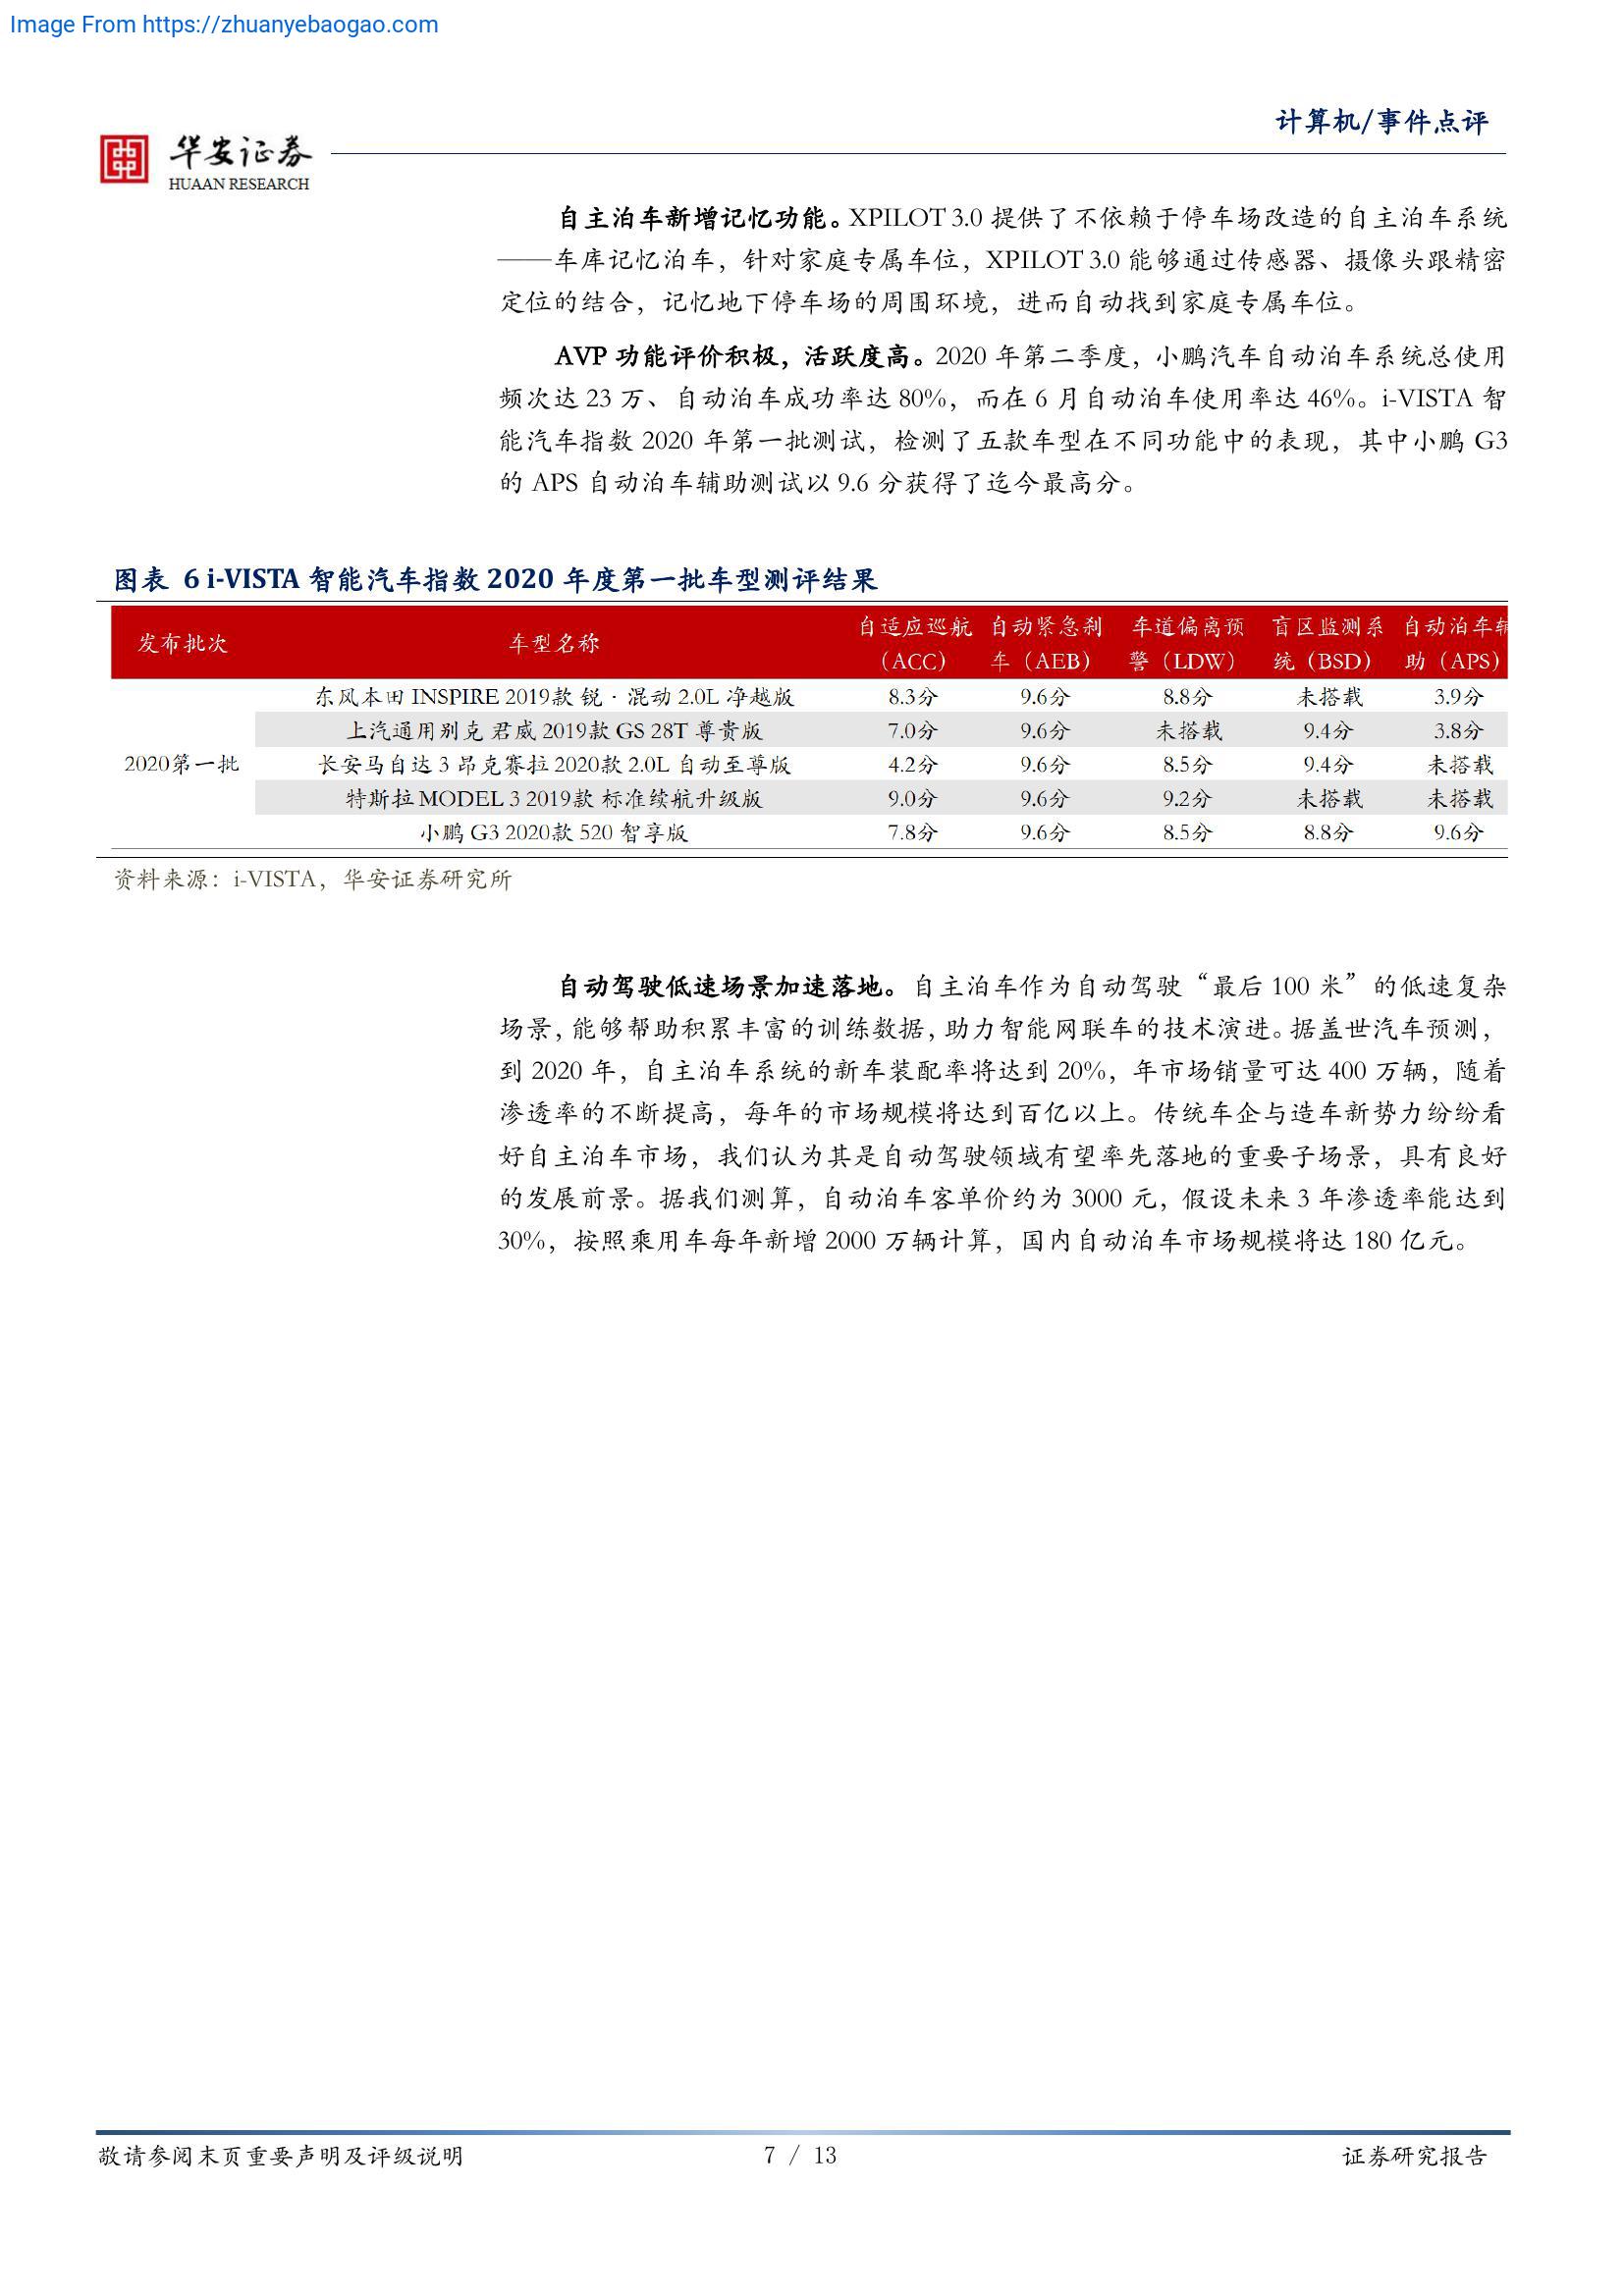 Image From https://zhuanyebaogao.com
计算机/事件点评
华安证券
HUAAN RESEARCH
自主泊车新增记忆功能。XPILOT 3.0 提供了不依赖于停车场改造的自主泊车系统
——车库记忆泊车，针对家庭专属车位，XPILOT 3.0 能够通过传感器、摄像头跟精密
定位的结合，记忆地下停车场的周围环境，进而自动找到家庭专属车位。
AVP 功能评价积极，活跃度高。2020 年第二季度，小鹏汽车自动泊车系统总使用
频次达 23 万、自动泊车成功率达 80%，而在 6 月自动泊车使用率达 46%。i-VISTA 智
能汽车指数 2020 年第一批测试，检测了五款车型在不同功能中的表现，其中小鹏 G3
的 APS 自动泊车辅助测试以 9.6 分获得了迄今最高分。
图表 6 i-VISTA 智能汽车指数 2020 年度第一批车型测评结果
发布批次 车型名称 自适应巡航（ACC） 自动紧急刹车（AEB） 车道偏离预警（LDW） 盲区监测系统（BSD） 自动泊车辅助（APS）
东风本田 INSPIRE 2019款 锐·混动 2.0L 净越版 8.3分 9.6分 8.8分 未搭载 3.9分
上汽通用别克 君威 2019款 GS 28T 尊贵版 7.0分 9.6分 未搭载 9.4分 3.8分
2020第一批 长安马自达 3 昂克赛拉 2020款 2.0L 自动至尊版 4.2分 9.6分 8.5分 9.4分 未搭载
特斯拉 MODEL 3 2019款 标准续航升级版 9.0分 9.6分 9.2分 未搭载 未搭载
小鹏 G3 2020款 520 智享版 7.8分 9.6分 8.5分 8.8分 9.6分
资料来源：i-VISTA，华安证券研究所
自动驾驶低速场景加速落地。自主泊车作为自动驾驶“最后 100 米”的低速复杂
场景，能够帮助积累丰富的训练数据，助力智能网联车的技术演进。据盖世汽车预测，
到 2020 年，自主泊车系统的新车装配率将达到 20%，年市场销量可达 400 万辆，随着
渗透率的不断提高，每年的市场规模将达到百亿以上。传统车企与造车新势力纷纷看
好自主泊车市场，我们认为其是自动驾驶领域有望率先落地的重要子场景，具有良好
的发展前景。据我们测算，自动泊车客单价约为 3000 元，假设未来 3 年渗透率能达到
30%，按照乘用车每年新增 2000 万辆计算，国内自动泊车市场规模将达 180 亿元。
敬请参阅末页重要声明及评级说明 7 / 13 证券研究报告